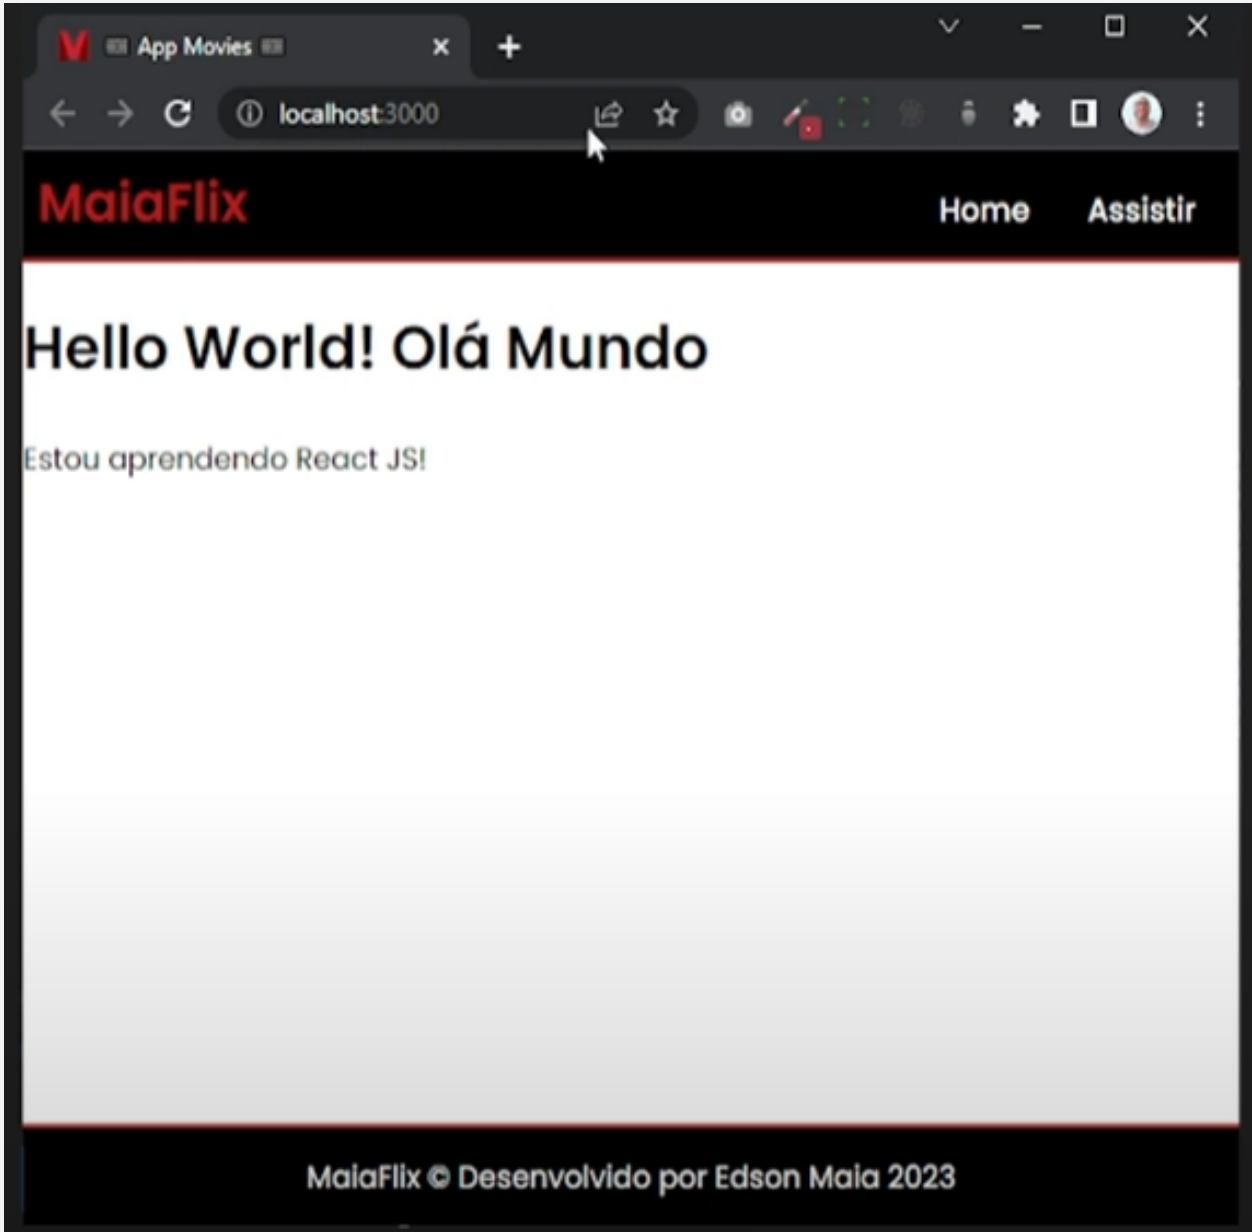 App Movies
localhost:3000
MaiaFlix
Home Assistir
Hello World! Olá Mundo
Estou aprendendo React JS!
MaiaFlix © Desenvolvido por Edson Maia 2023